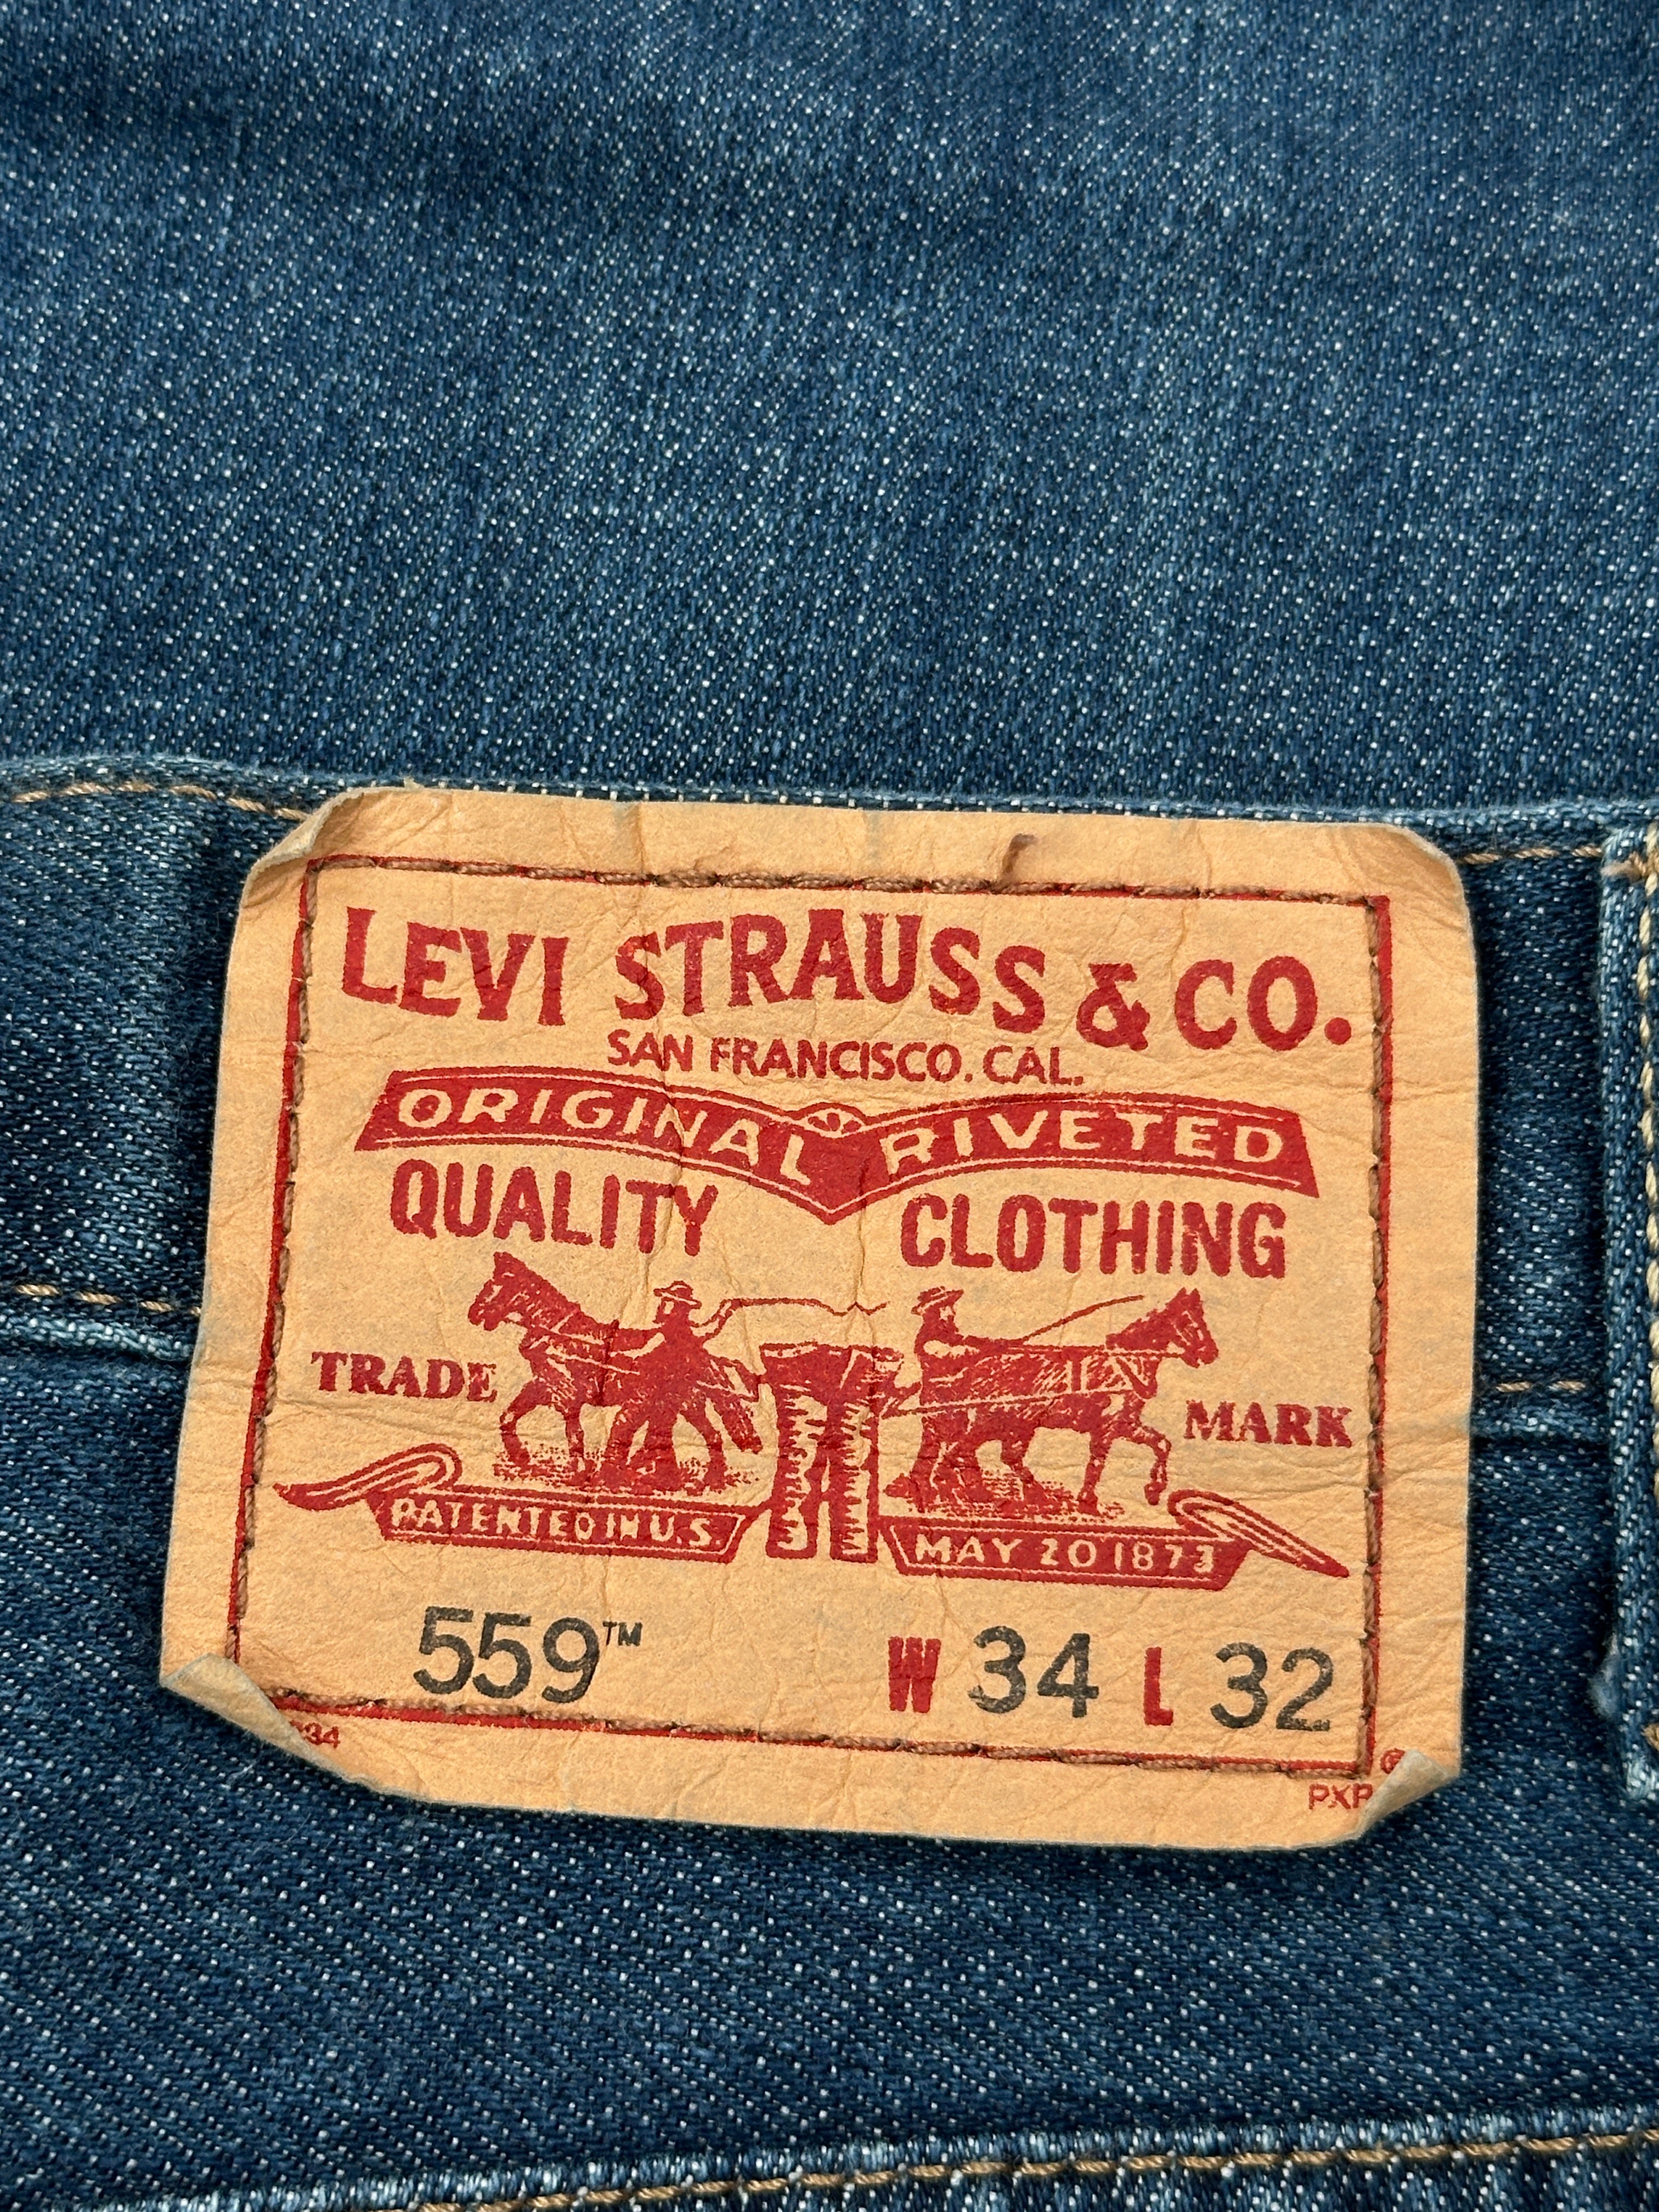 LEVI STRAUSS & CO.
SAN FRANCISCO. CAL.
ORIGINAL RIVETED
QUALITY CLOTHING
TRADE MARK
PATENTED IN U.S. MAY 20 1873
559™ W 34 L 32
®